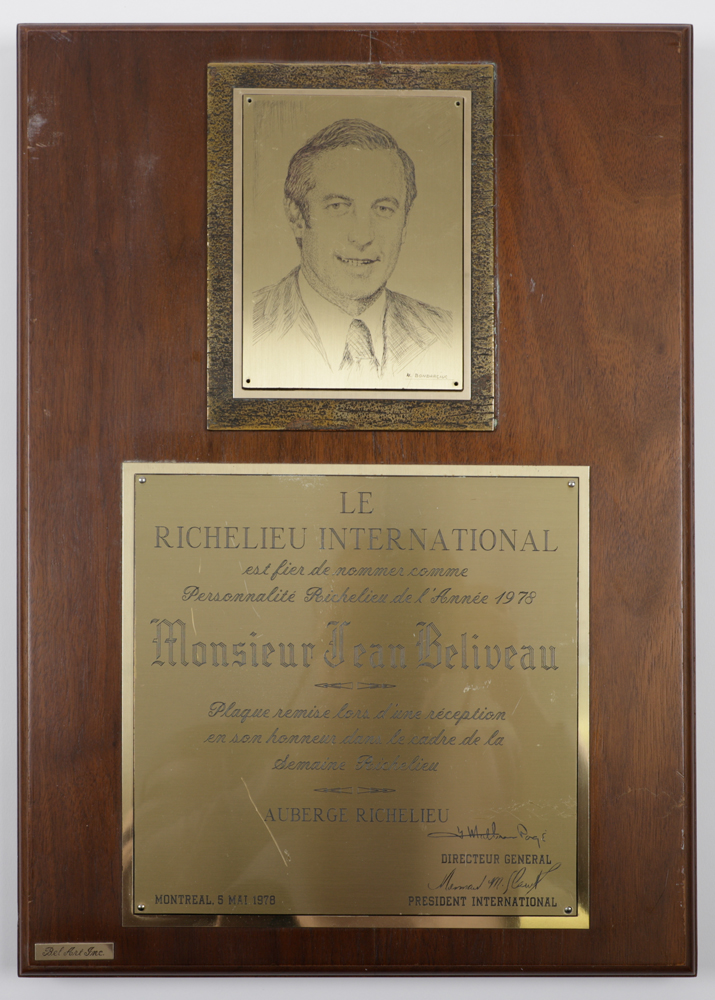 LE
RICHELIEU INTERNATIONAL
est fier de nommer comme
Personnalité Richelieu de l'Année 1978
Monsieur Jean Beliveau
Plaque remise lors d'une réception
en son honneur dans le cadre de la
Semaine Richelieu
AUBERGE RICHELIEU
DIRECTEUR GENERAL
MONTREAL, 5 MAI 1978
PRESIDENT INTERNATIONAL
Bel Art Inc.